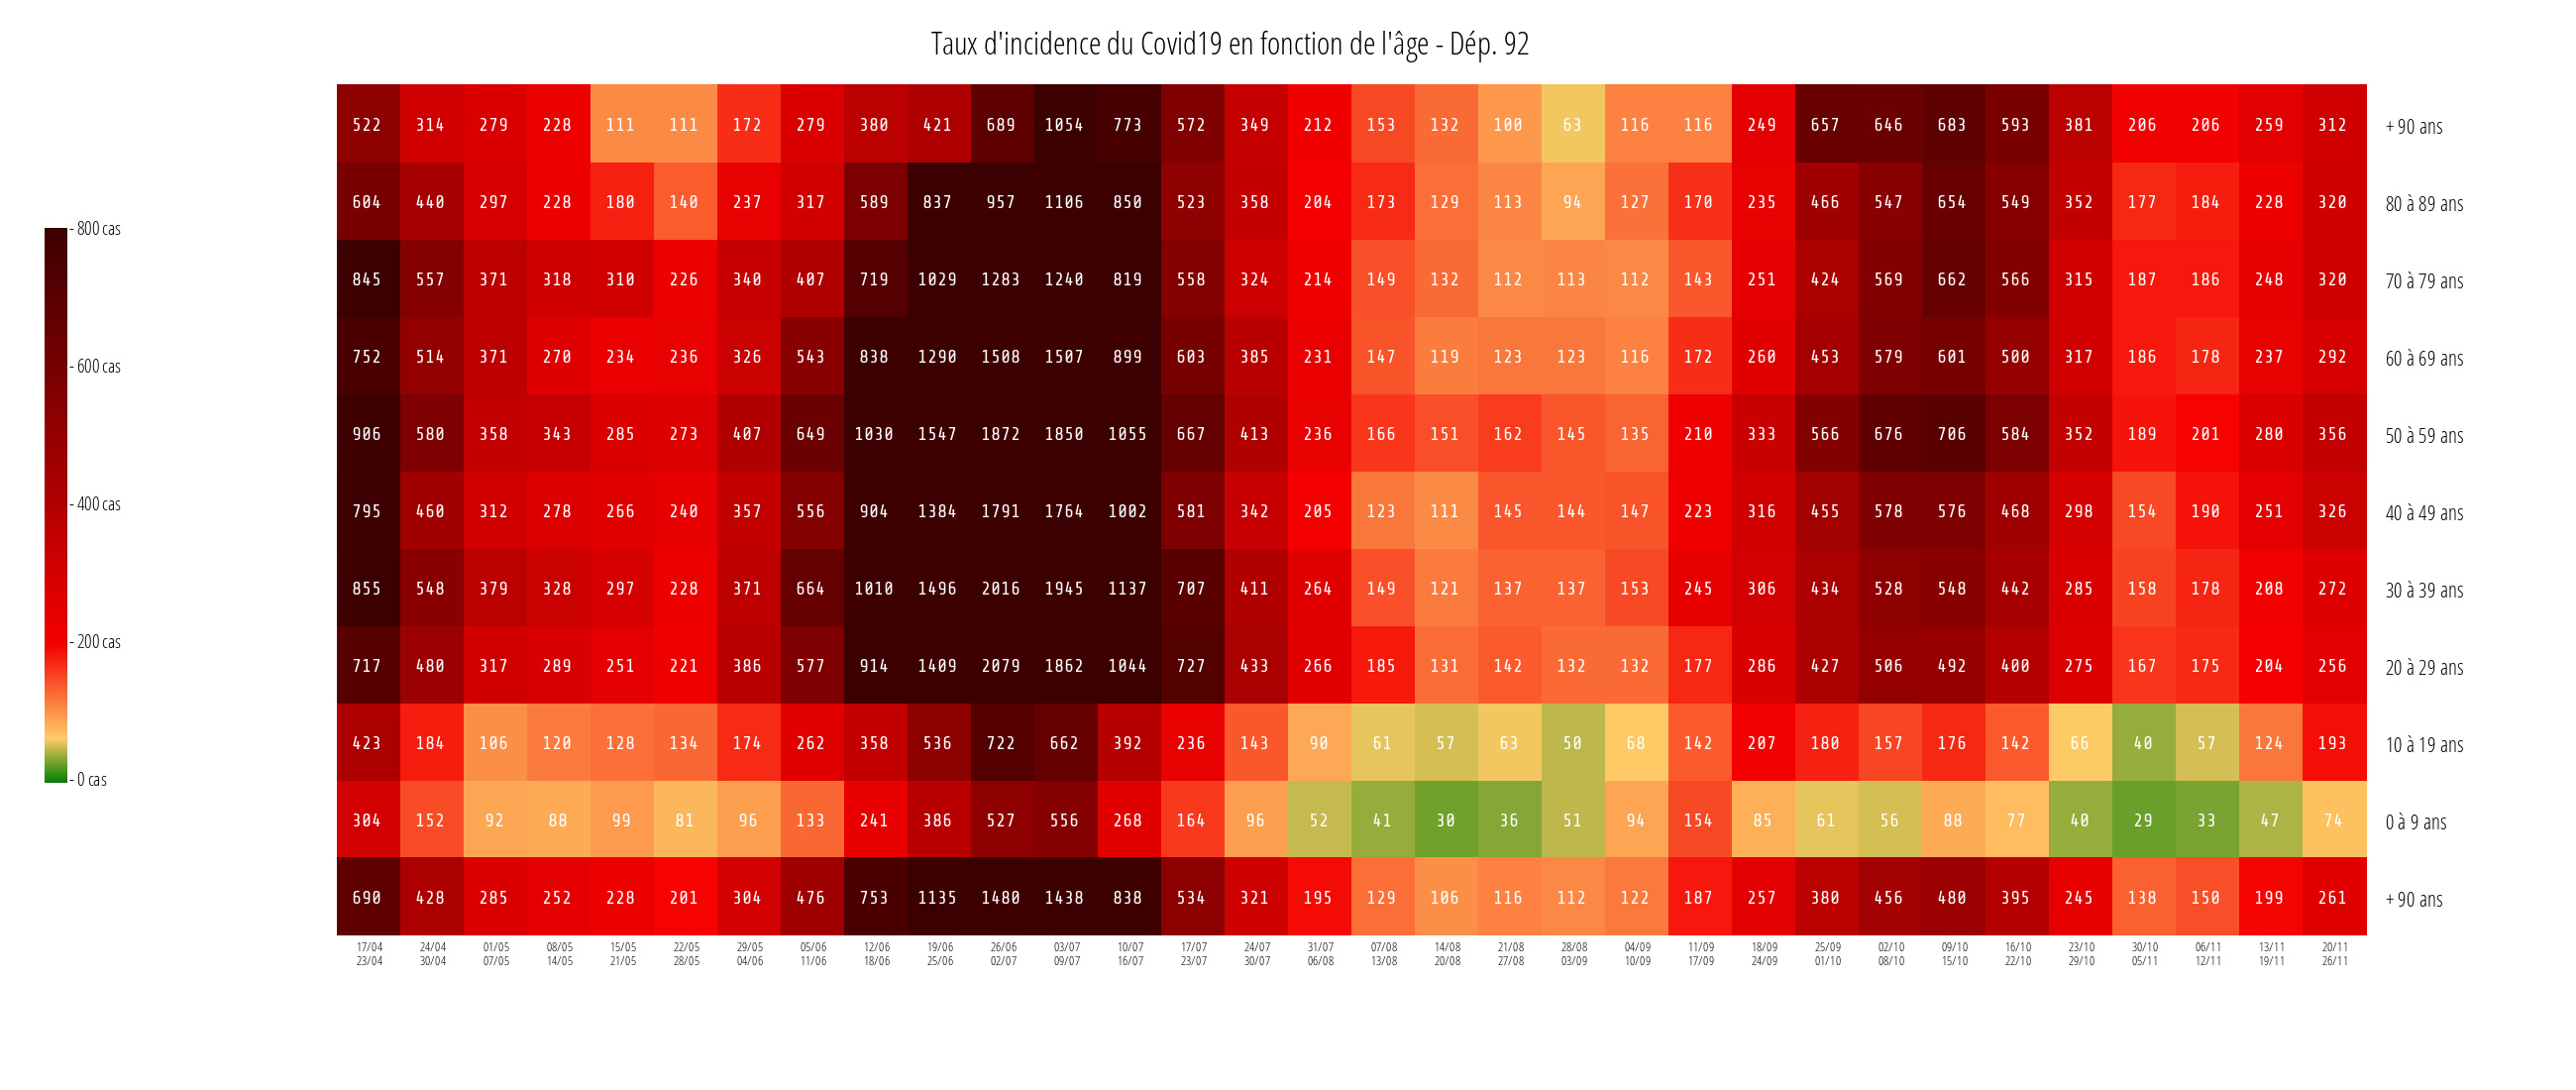 Taux d'incidence du Covid19 en fonction de l'âge - Dép. 92
522 314 279 228 111 111 172 279 380 421 689 1054 773 572 349 212 153 132 100 63 116 116 249 657 646 683 593 381 206 206 259 312 + 90 ans
604 440 297 228 180 140 237 317 589 837 957 1106 850 523 358 204 173 129 113 94 127 170 235 466 547 654 549 352 177 184 228 320 80 à 89 ans
- 800 cas
845 557 371 318 310 226 340 407 719 1029 1283 1240 819 558 324 214 149 132 112 113 112 143 251 424 569 662 566 315 187 186 248 320 70 à 79 ans
752 514 371 270 234 236 326 543 838 1290 1508 1507 899 603 385 231 147 119 123 123 116 172 260 453 579 601 500 317 186 178 237 292 60 à 69 ans
- 600 cas
906 580 358 343 285 273 407 649 1030 1547 1872 1850 1055 667 413 236 166 151 162 145 135 210 333 566 676 706 584 352 189 201 280 356 50 à 59 ans
- 400 cas
795 460 312 278 266 240 357 556 904 1384 1791 1764 1002 581 342 205 123 111 145 144 147 223 316 455 578 576 468 298 154 190 251 326 40 à 49 ans
855 548 379 328 297 228 371 664 1010 1496 2016 1945 1137 707 411 264 149 121 137 137 153 245 306 434 528 548 442 285 158 178 208 272 30 à 39 ans
- 200 cas
717 480 317 289 251 221 386 577 914 1409 2079 1862 1044 727 433 266 185 131 142 132 132 177 286 427 506 492 400 275 167 175 204 256 20 à 29 ans
423 184 106 120 128 134 174 262 358 536 722 662 392 236 143 90 61 57 63 50 68 142 207 180 157 176 142 66 40 57 124 193 10 à 19 ans
- 0 cas
304 152 92 88 99 81 96 133 241 386 527 556 268 164 96 52 41 30 36 51 94 154 85 61 56 88 77 40 29 33 47 74 0 à 9 ans
690 428 285 252 228 201 304 476 753 1135 1480 1438 838 534 321 195 129 106 116 112 122 187 257 380 456 480 395 245 138 150 199 261 + 90 ans
17/04 24/04 01/05 08/05 15/05 22/05 29/05 05/06 12/06 19/06 26/06 03/07 10/07 17/07 24/07 31/07 07/08 14/08 21/08 28/08 04/09 11/09 18/09 25/09 02/10 09/10 16/10 23/10 30/10 06/11 13/11 20/11
23/04 30/04 07/05 14/05 21/05 28/05 04/06 11/06 18/06 25/06 02/07 09/07 16/07 23/07 30/07 06/08 13/08 20/08 27/08 03/09 10/09 17/09 24/09 01/10 08/10 15/10 22/10 29/10 05/11 12/11 19/11 26/11